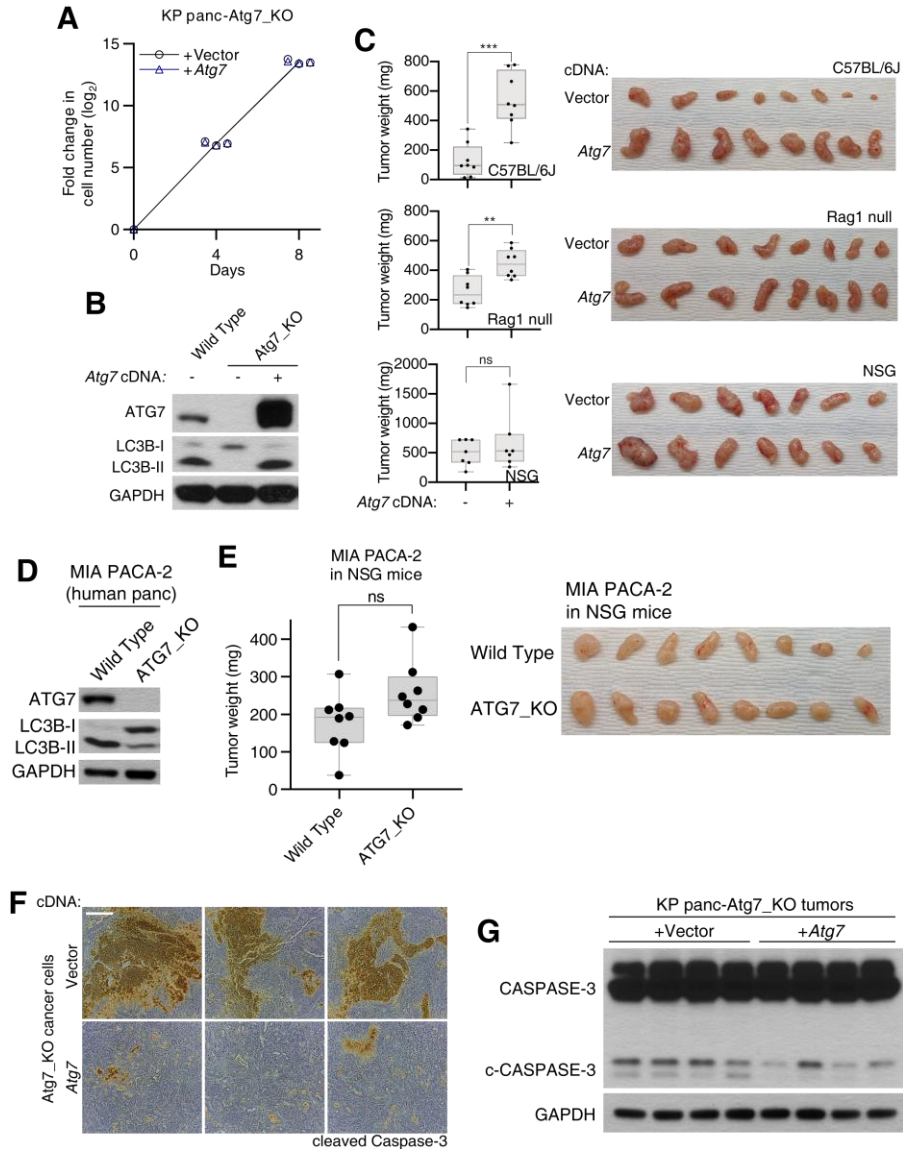 A
KP panc-Atg7_KO
Fold change in
cell number (log2)
15
10
5
0
+Vector
+Atg7
0 4 8
Days
B
Wild Type
Atg7_KO
Atg7 cDNA: - - +
ATG7
LC3B-I
LC3B-II
GAPDH
C
Tumor weight (mg)
800
600
400
200
0
***
C57BL/6J
cDNA:
C57BL/6J
Vector
Atg7
Tumor weight (mg)
800
600
400
200
0
**
Rag1 null
Rag1 null
Vector
Atg7
Tumor weight (mg)
2000
1500
1000
500
0
ns
NSG
Atg7 cDNA: - +
NSG
Vector
Atg7
D
MIA PACA-2
(human panc)
Wild Type
ATG7_KO
ATG7
LC3B-I
LC3B-II
GAPDH
E
MIA PACA-2
in NSG mice
ns
Tumor weight (mg)
400
300
200
100
0
Wild Type
ATG7_KO
MIA PACA-2
in NSG mice
Wild Type
ATG7_KO
F
cDNA:
Atg7_KO cancer cells
Vector
Atg7
cleaved Caspase-3
G
KP panc-Atg7_KO tumors
+Vector +Atg7
CASPASE-3
c-CASPASE-3
GAPDH